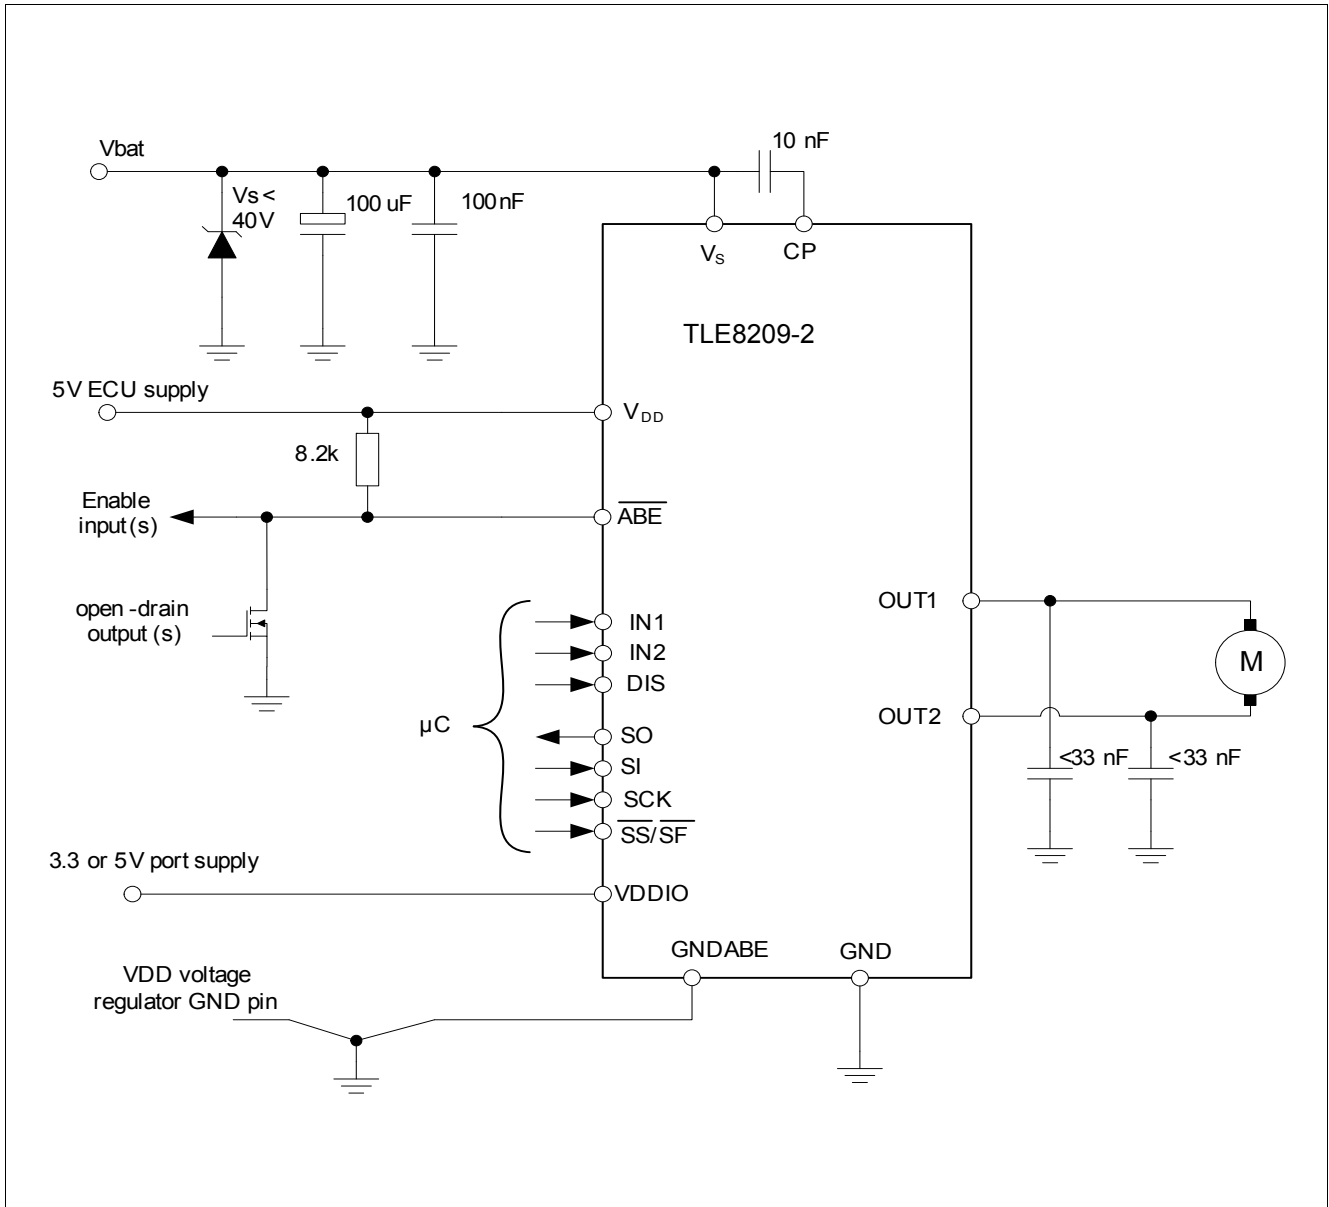 10 nF
Vbat
Vs <
40V
100 uF
100nF
VS
CP
TLE8209-2
5V ECU supply
VDD
8.2k
Enable
input(s)
ABE
open-drain
output(s)
OUT1
IN1
IN2
DIS
M
µC
OUT2
SO
SI
SCK
SS/SF
<33 nF
<33 nF
3.3 or 5V port supply
VDDIO
GNDABE
GND
VDD voltage
regulator GND pin